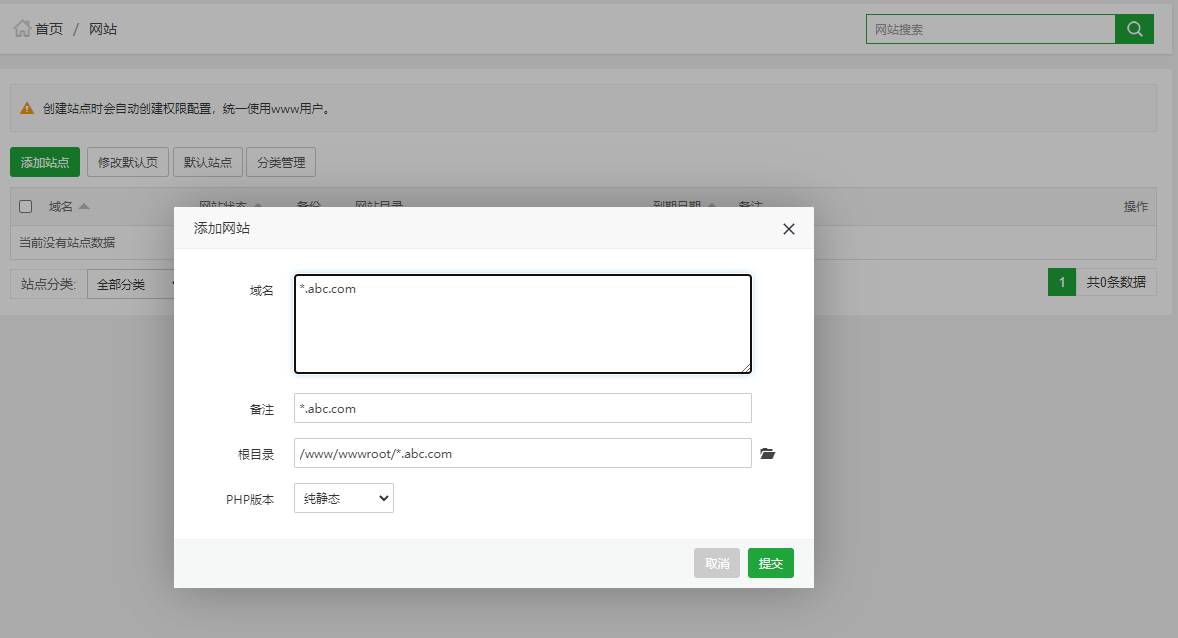 首页 / 网站
网站搜索
创建站点时会自动创建权限配置，统一使用www用户。
添加站点 修改默认页 默认站点 分类管理
域名 网站状态 备份 网站目录 到期日期 备注 操作
当前没有站点数据
站点分类: 全部分类
1 共0条数据
添加网站
域名 *.abc.com
备注 *.abc.com
根目录 /www/wwwroot/*.abc.com
PHP版本 纯静态
取消 提交